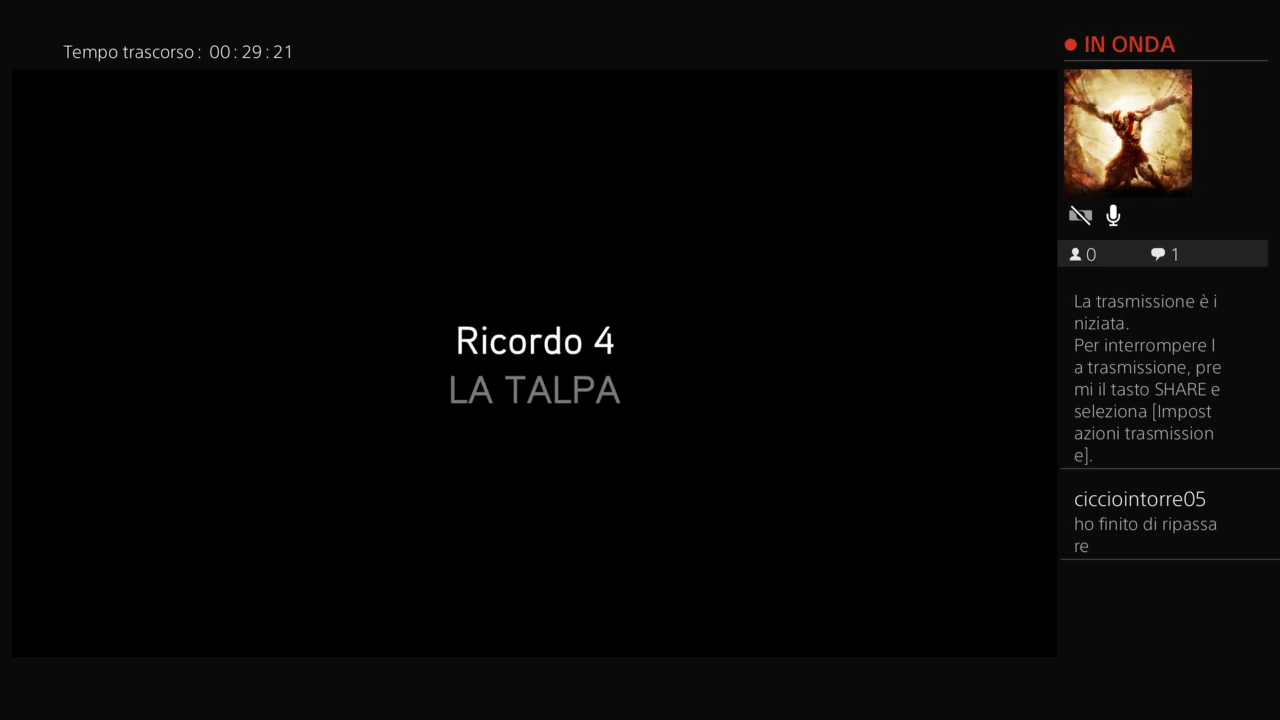 Tempo trascorso: 00:29:21
IN ONDA
0
1
Ricordo 4
LA TALPA
La trasmissione è i
niziata.
Per interrompere l
a trasmissione, pre
mi il tasto SHARE e
seleziona [Impost
azioni trasmission
e].
cicciointorre05
ho finito di ripassa
re